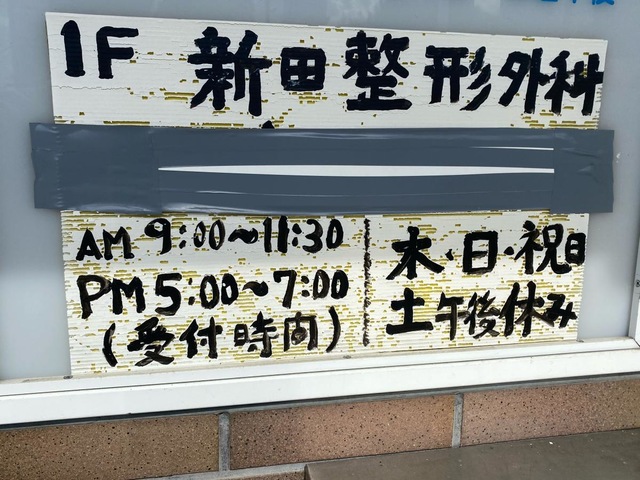 1F 新田整形外科
AM 9:00~11:30
PM 5:00~7:00
(受付時間)
木・日・祝日
土午後休み